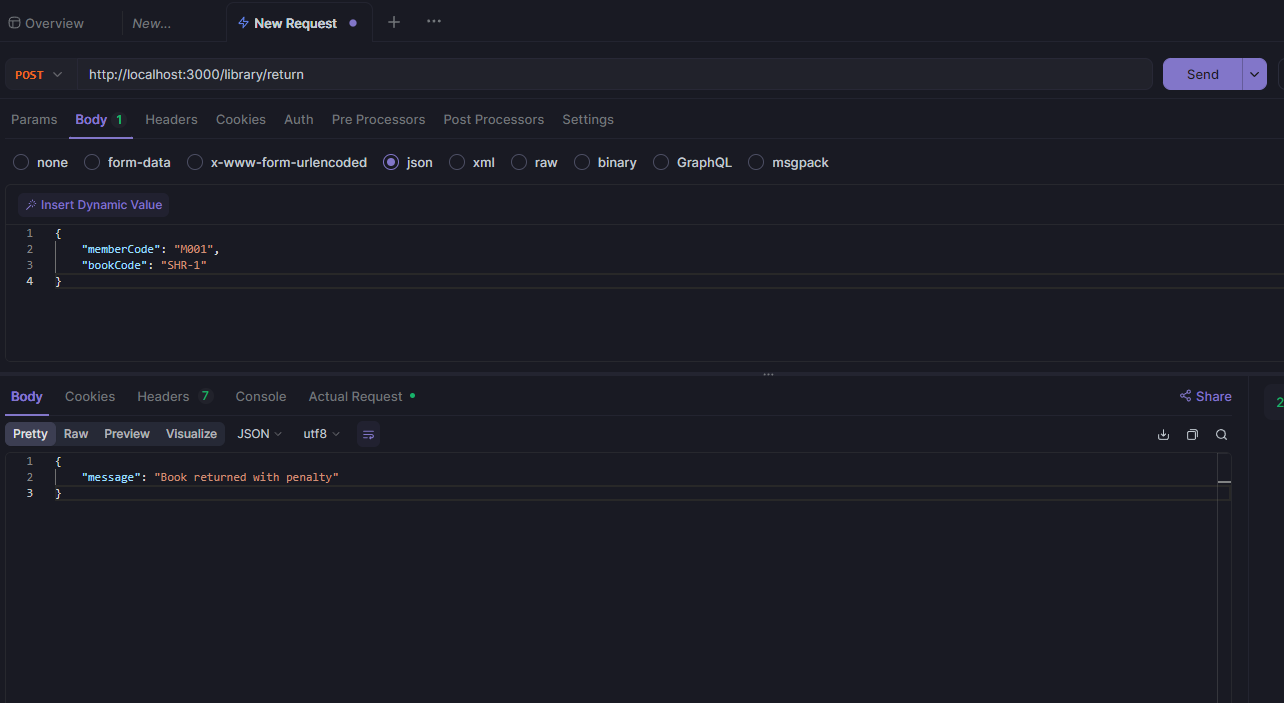 Overview New... New Request
POST http://localhost:3000/library/return Send
Params Body 1 Headers Cookies Auth Pre Processors Post Processors Settings
none form-data x-www-form-urlencoded json xml raw binary GraphQL msgpack
Insert Dynamic Value
1 {
2 "memberCode": "M001",
3 "bookCode": "SHR-1"
4 }
Body Cookies Headers 7 Console Actual Request Share
Pretty Raw Preview Visualize JSON utf8
1 {
2 "message": "Book returned with penalty"
3 }